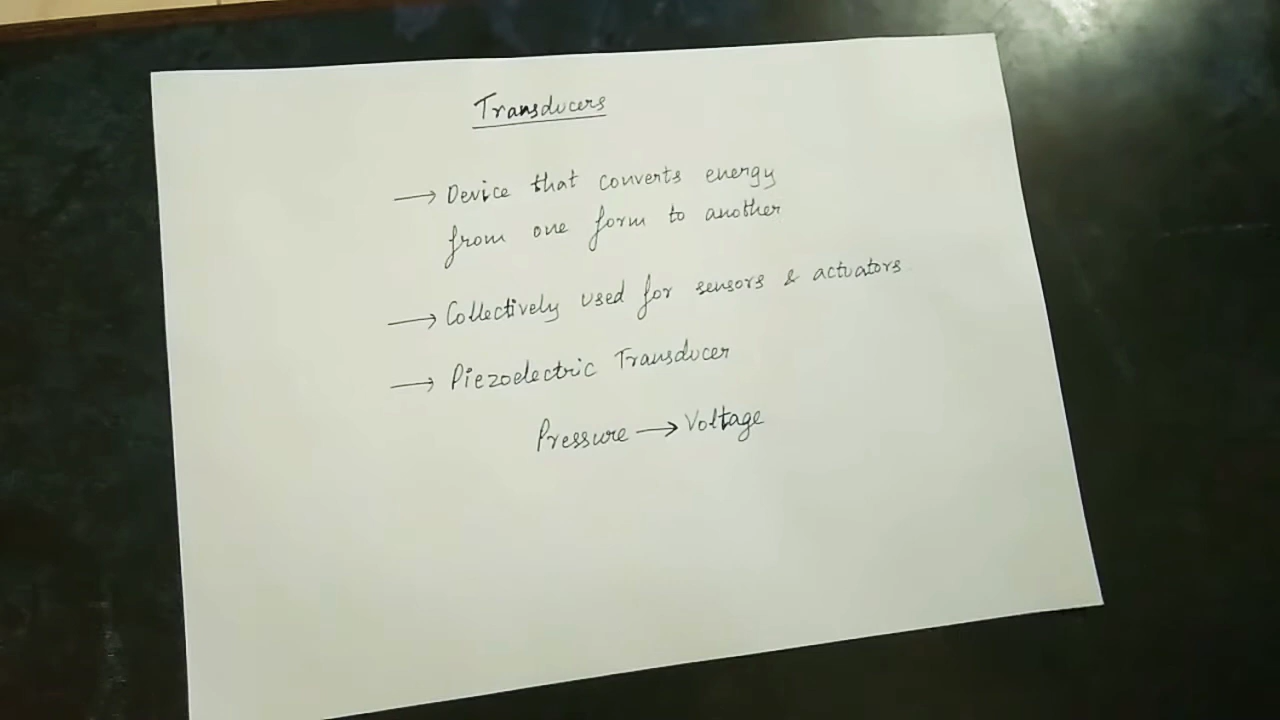 Transducers
→ Device that converts energy
from one form to another
→ Collectively used for sensors & actuators
→ Piezoelectric Transducer
Pressure → Voltage